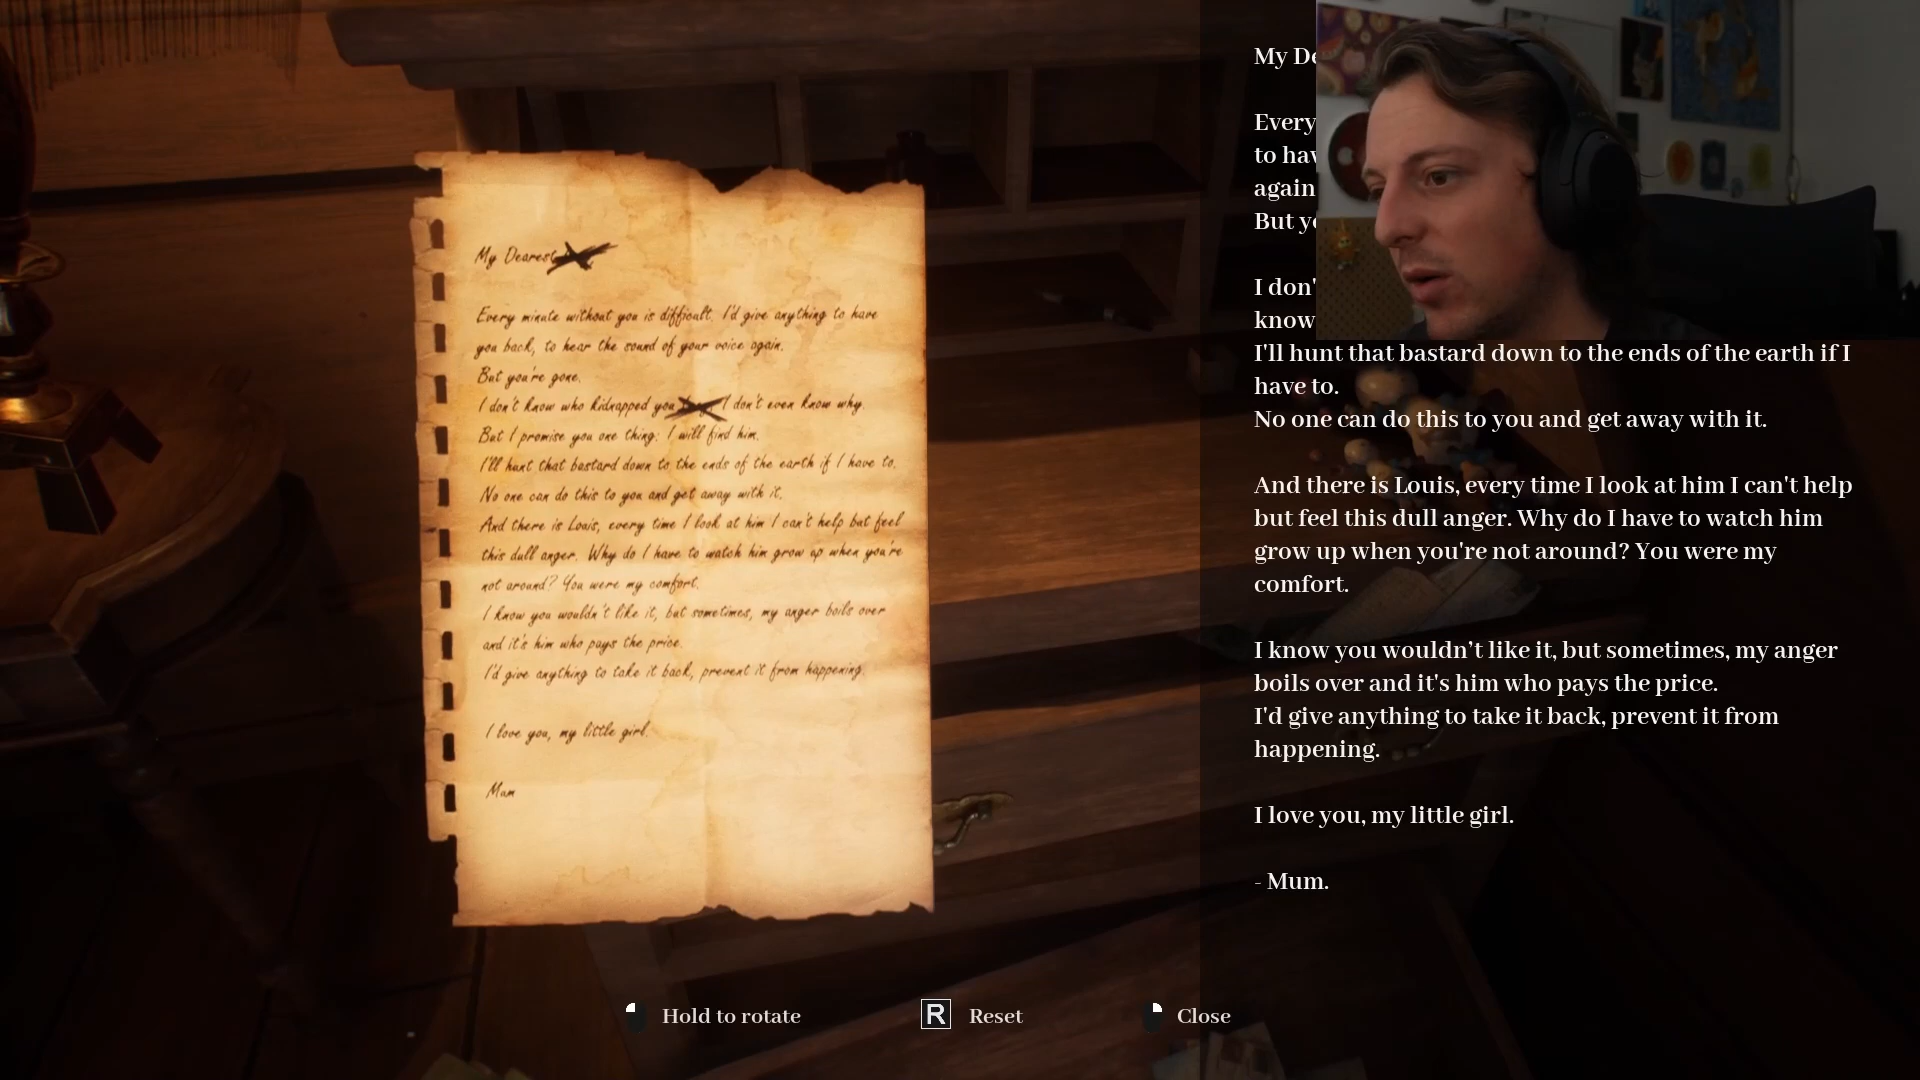 My Dearest
Every minute without you is difficult. I'd give anything to have
you back, to hear the sound of your voice again.
But you're gone.
I don't know who kidnapped you I don't even know why.
But I promise you one thing: I will find him.
I'll hunt that bastard down to the ends of the earth if I have to.
No one can do this to you and get away with it.
And there is Louis, every time I look at him I can't help but feel
this dull anger. Why do I have to watch him grow up when you're
not around? You were my comfort.
I know you wouldn't like it, but sometimes, my anger boils over
and it's him who pays the price.
I'd give anything to take it back, prevent it from happening.
I love you, my little girl.
Mum
My
Every
to
again
But
I don'
know
I'll hunt that bastard down to the ends of the earth if I
have to.
No one can do this to you and get away with it.
And there is Louis, every time I look at him I can't help
but feel this dull anger. Why do I have to watch him
grow up when you're not around? You were my
comfort.
I know you wouldn’t like it, but sometimes, my anger
boils over and it's him who pays the price.
I'd give anything to take it back, prevent it from
happening.
I love you, my little girl.
- Mum.
Hold to rotate
R Reset
Close